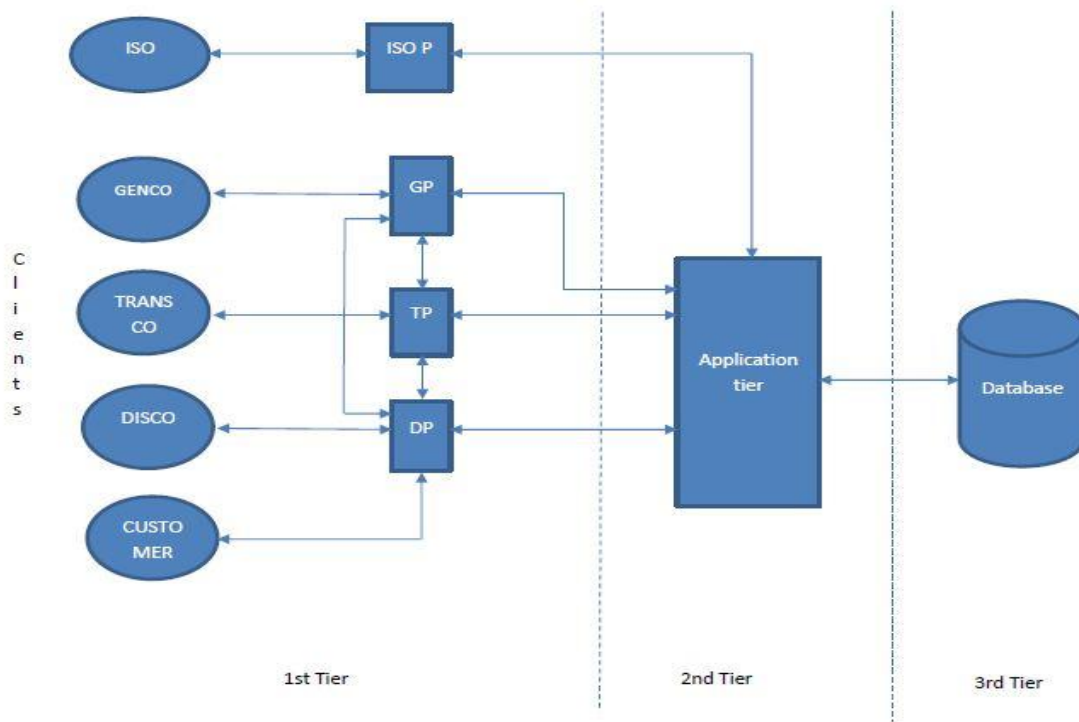 ISO
ISO P
GENCO
GP
Clients
TRANS
CO
TP
Application
tier
Database
DISCO
DP
CUSTO
MER
1st Tier
2nd Tier
3rd Tier